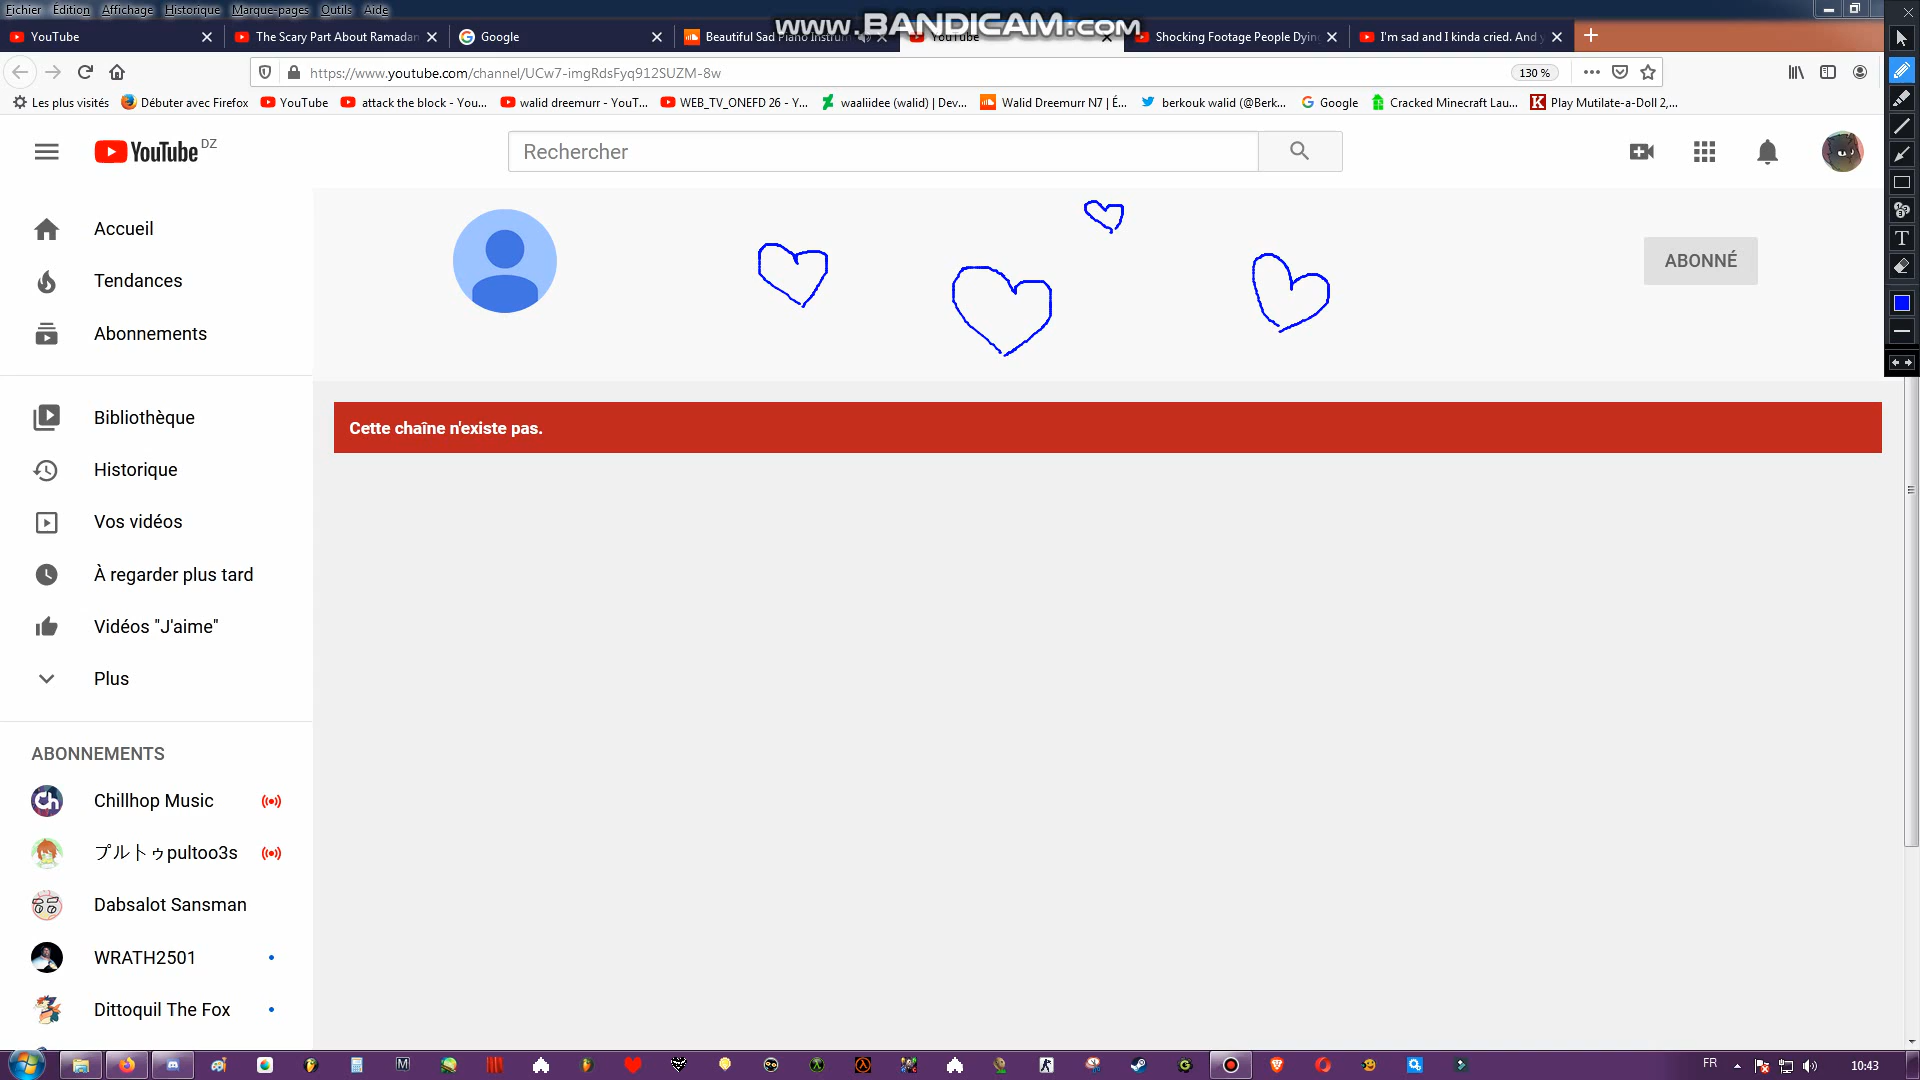 Fichier Édition Affichage Historique Marque-pages Outils Aide
www.BANDICAM.com
YouTube
The Scary Part About Ramadan
Google
Beautiful Sad Piano Instrum
YouTube
Shocking Footage People Dying
I'm sad and I kinda cried. And y
https://www.youtube.com/channel/UCw7-imgRdsFyq912SUZM-8w
130 %
Les plus visités Débuter avec Firefox YouTube attack the block - You... walid dreemurr - YouT... WEB_TV_ONEFD 26 - Y... waaliidee (walid) | Dev... Walid Dreemurr N7 | É... berkouk walid (@Berk... Google Cracked Minecraft Lau... Play Mutilate-a-Doll 2,...
YouTube DZ
Rechercher
Accueil
Tendances
Abonnements
ABONNÉ
Cette chaîne n'existe pas.
Bibliothèque
Historique
Vos vidéos
À regarder plus tard
Vidéos "J'aime"
Plus
ABONNEMENTS
Chillhop Music
プルトゥpultoo3s
Dabsalot Sansman
WRATH2501
Dittoquil The Fox
FR
10:43